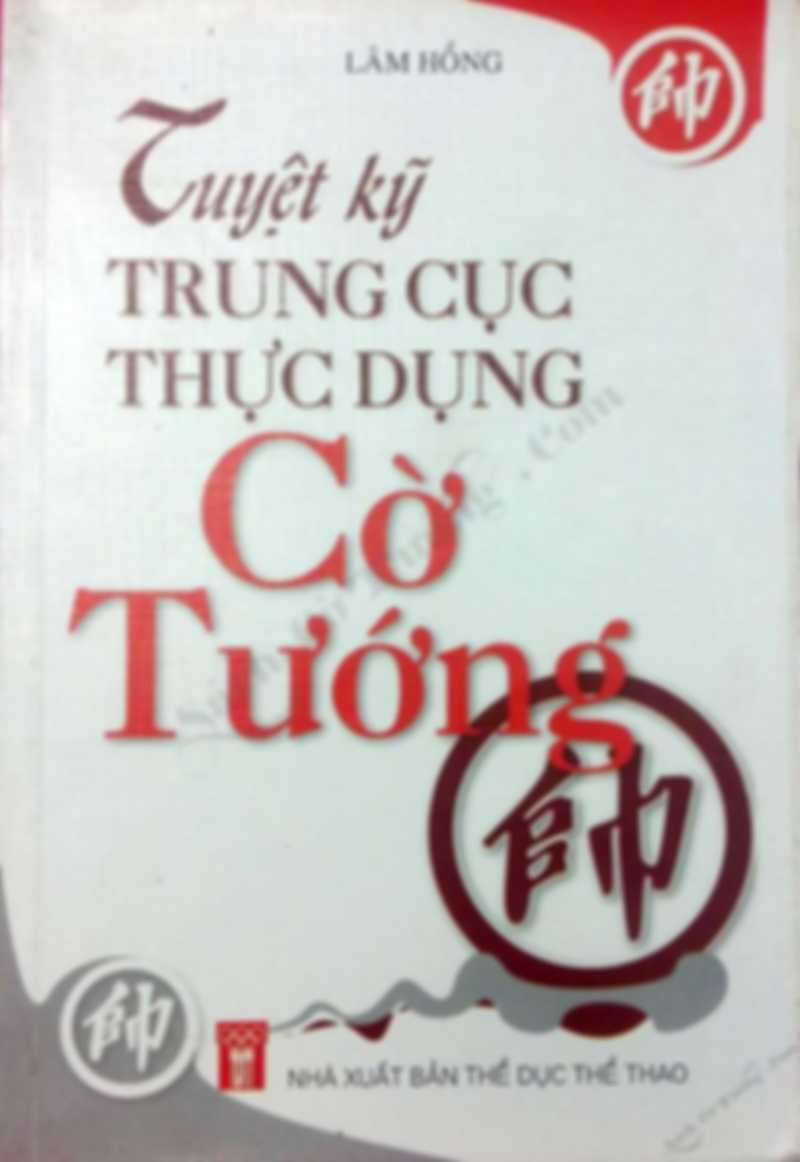 LÂM HỒNG
帥
Tuyệt kỹ
TRUNG CỤC
THỰC DỤNG
Cờ
Tướng
帥
帥
NHÀ XUẤT BẢN THỂ DỤC THỂ THAO